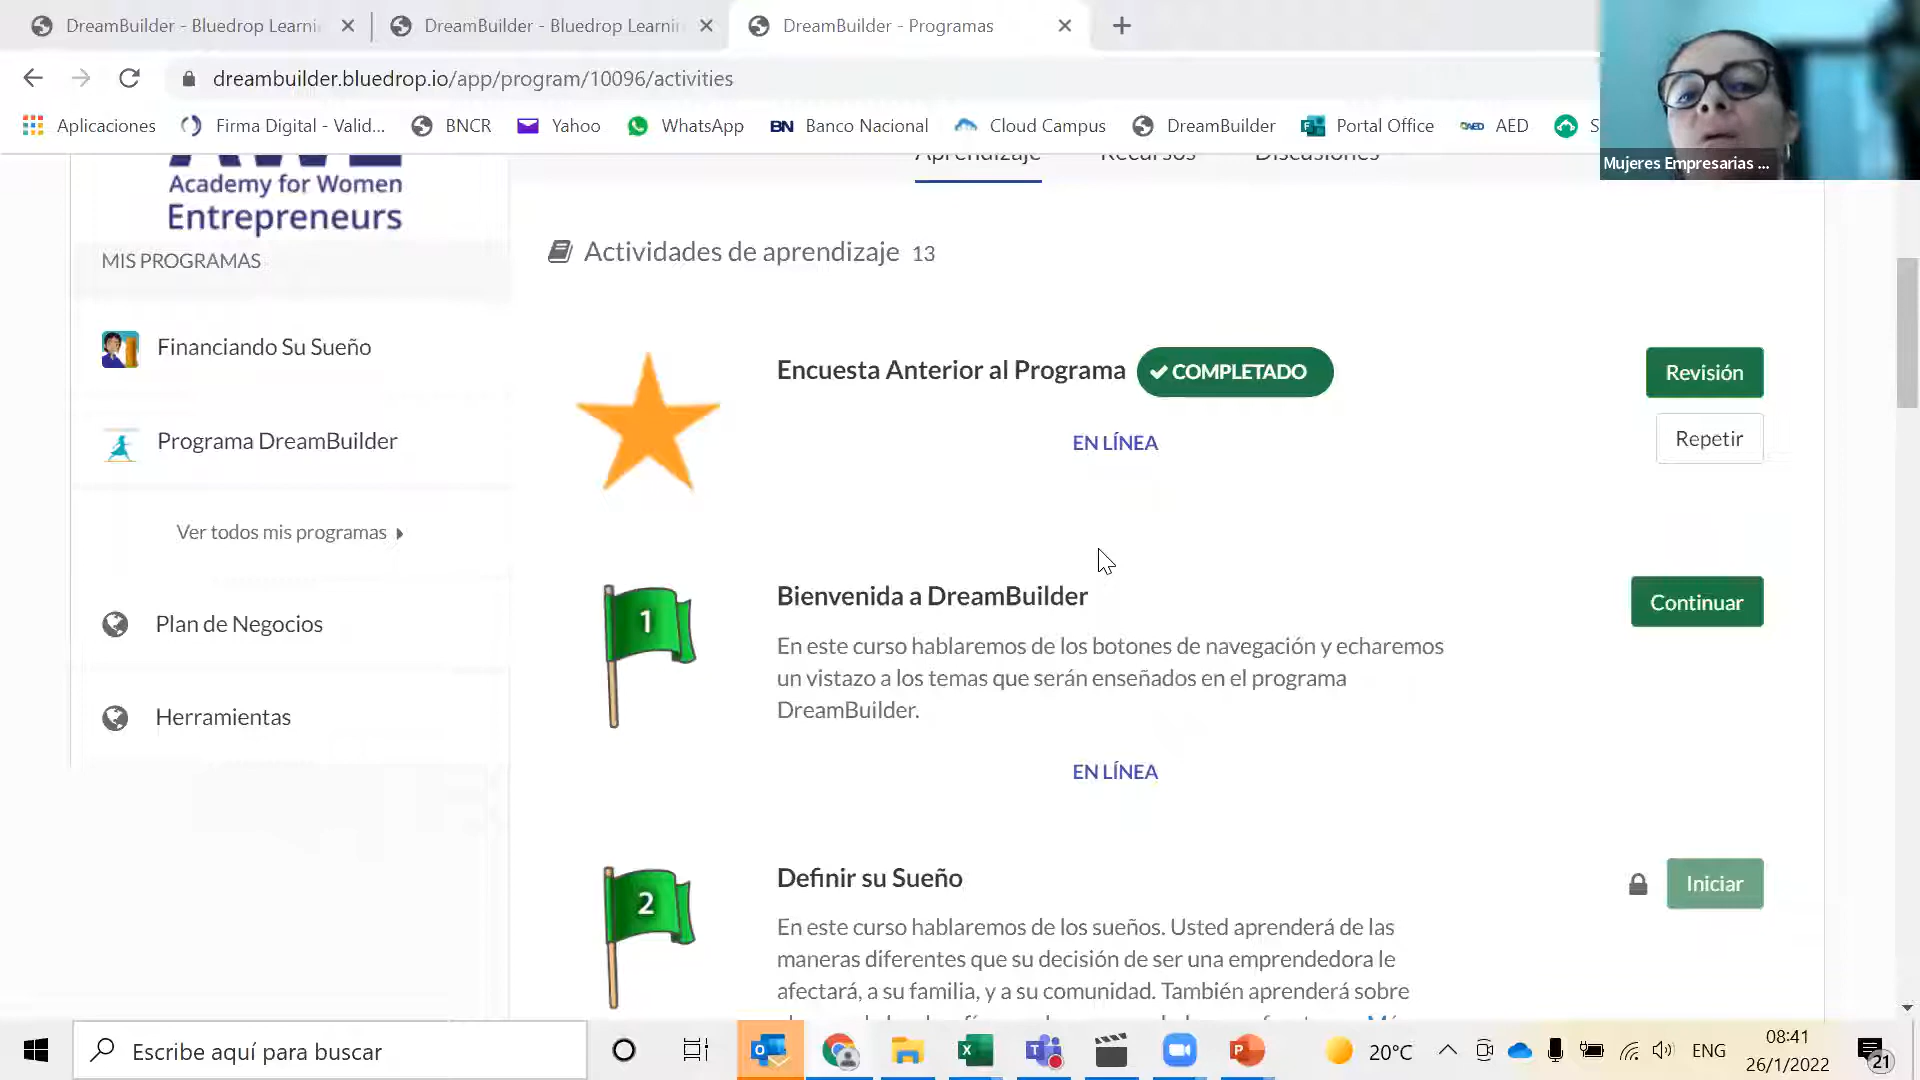 DreamBuilder - Bluedrop Learni
DreamBuilder - Bluedrop Learnin
DreamBuilder - Programas
dreambuilder.bluedrop.io/app/program/10096/activities
Aplicaciones
Firma Digital - Valid...
BNCR
Yahoo
WhatsApp
BN Banco Nacional
Cloud Campus
DreamBuilder
Portal Office
AED AED
S
Mujeres Empresarias ...
Aprendizaje
Recursos
Discusiones
Academy for Women
Entrepreneurs
MIS PROGRAMAS
Financiando Su Sueño
Programa DreamBuilder
Ver todos mis programas
Plan de Negocios
Herramientas
Actividades de aprendizaje 13
Encuesta Anterior al Programa
COMPLETADO
Revisión
Repetir
EN LÍNEA
1
Bienvenida a DreamBuilder
Continuar
En este curso hablaremos de los botones de navegación y echaremos
un vistazo a los temas que serán enseñados en el programa
DreamBuilder.
EN LÍNEA
2
Definir su Sueño
Iniciar
En este curso hablaremos de los sueños. Usted aprenderá de las
maneras diferentes que su decisión de ser una emprendedora le
afectará, a su familia, y a su comunidad. También aprenderá sobre
Escribe aquí para buscar
20°C
ENG
08:41
26/1/2022
21